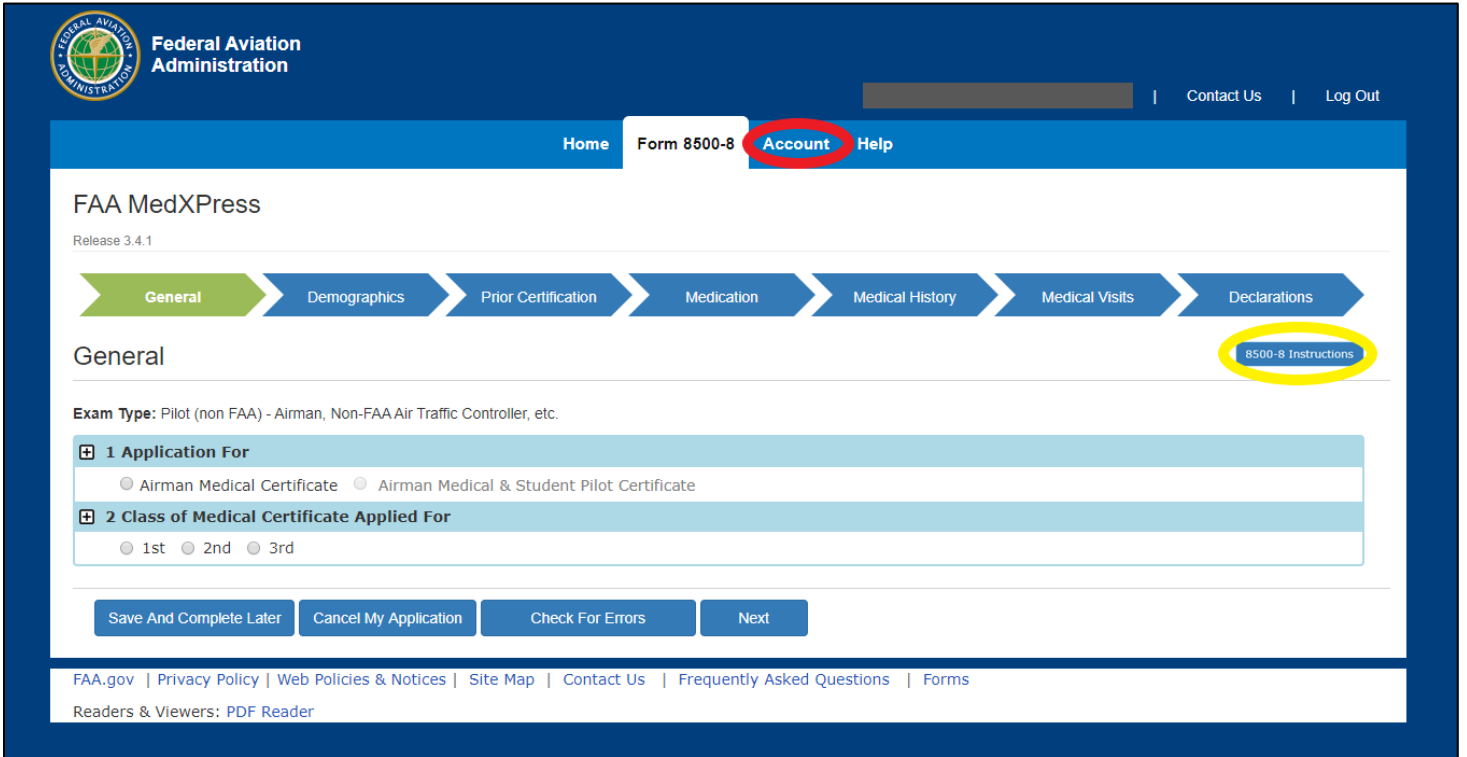 FEDERAL AVIATION ADMINISTRATION
Federal Aviation
Administration
| Contact Us | Log Out
Home Form 8500-8 Account Help
FAA MedXPress
Release 3.4.1
General Demographics Prior Certification Medication Medical History Medical Visits Declarations
General
8500-8 Instructions
Exam Type: Pilot (non FAA) - Airman, Non-FAA Air Traffic Controller, etc.
1 Application For
Airman Medical Certificate Airman Medical & Student Pilot Certificate
2 Class of Medical Certificate Applied For
1st 2nd 3rd
Save And Complete Later Cancel My Application Check For Errors Next
FAA.gov | Privacy Policy | Web Policies & Notices | Site Map | Contact Us | Frequently Asked Questions | Forms
Readers & Viewers: PDF Reader